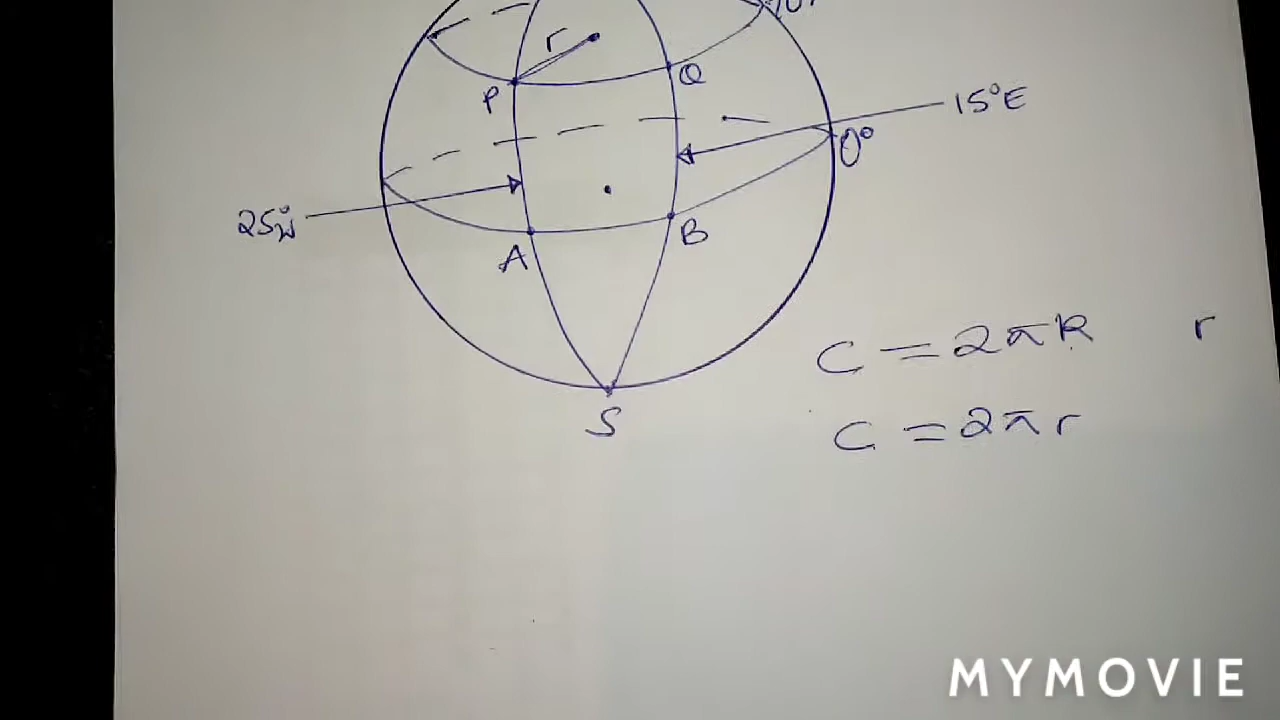 r
P
Q
15°E
0°
25°W
A
B
S
C = 2πR r
C = 2πr
MYMOVIE